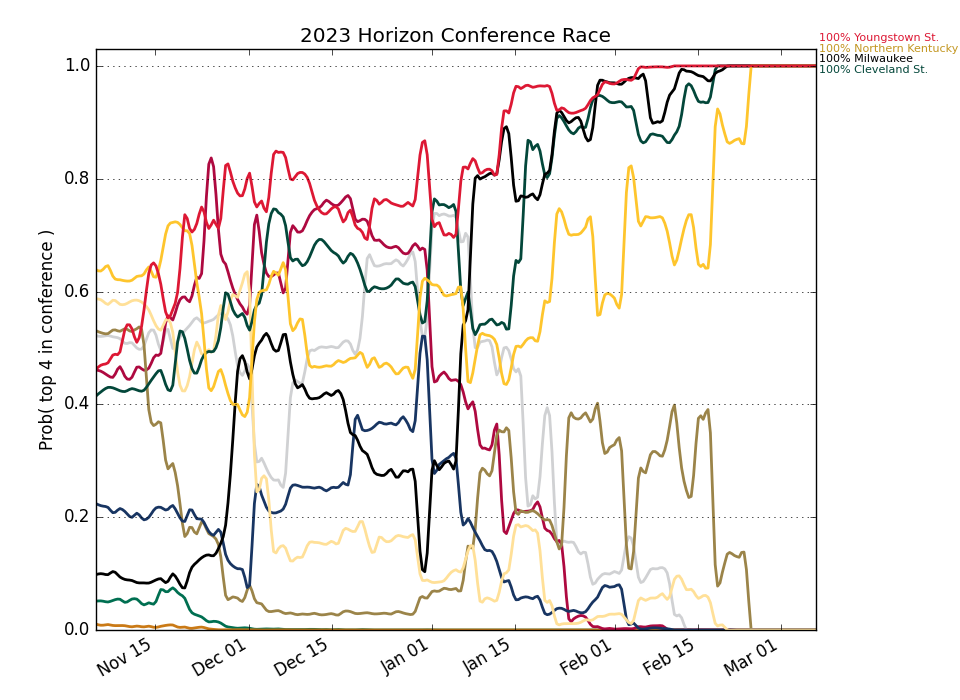 2023 Horizon Conference Race
100% Youngstown St.
100% Northern Kentucky
100% Milwaukee
100% Cleveland St.
Prob( top 4 in conference )
1.0
0.8
0.6
0.4
0.2
0.0
Nov 15
Dec 01
Dec 15
Jan 01
Jan 15
Feb 01
Feb 15
Mar 01